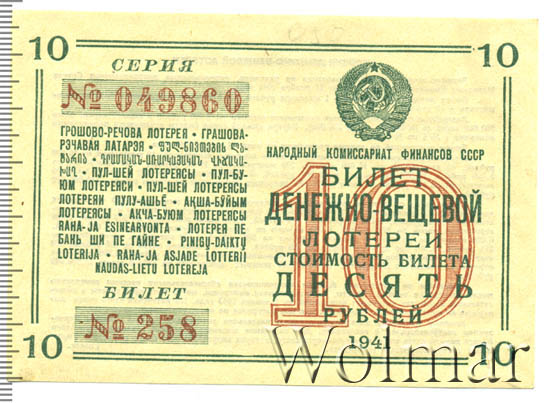 10
10
СЕРИЯ
№ 049860
ГРОШОВО-РЕЧОВА ЛОТЕРЕЯ • ГРАШОВА-
РЭЧАВАЯ ЛАТАРЭЯ •
ПУЛ-ШЕЙ ЛОТЕРЕЯСЫ • ПУЛ-БУ-
ЮМ ЛОТЕРЕЯСИ • ПУЛ-ШЕЙ ЛОТЕРЕЯСЫ
ЛОТЕРЕЯИ ПУЛУ-АШЬЁ • АҚША-БҰЙЫМ
ЛОТЕРЕЯСЫ • АКЧА-БУЮМ ЛОТЕРЕЯСЫ
RAHA-JA ESINEARVONTA • ЛОТЕРЕЯ ПЕ
БАНЬ ШИ ПЕ ГАЙНЕ • PINIGŲ-DAIKTŲ
LOTERIJA • RAHA-JA ASJADE LOTERII
NAUDAS-LIETU LOTEREJA
БИЛЕТ
№ 258
НАРОДНЫЙ КОМИССАРИАТ ФИНАНСОВ СССР
БИЛЕТ
ДЕНЕЖНО-ВЕЩЕВОЙ
ЛОТЕРЕИ
СТОИМОСТЬ БИЛЕТА
ДЕСЯТЬ
РУБЛЕЙ
1941
10
10
10
Wolmar